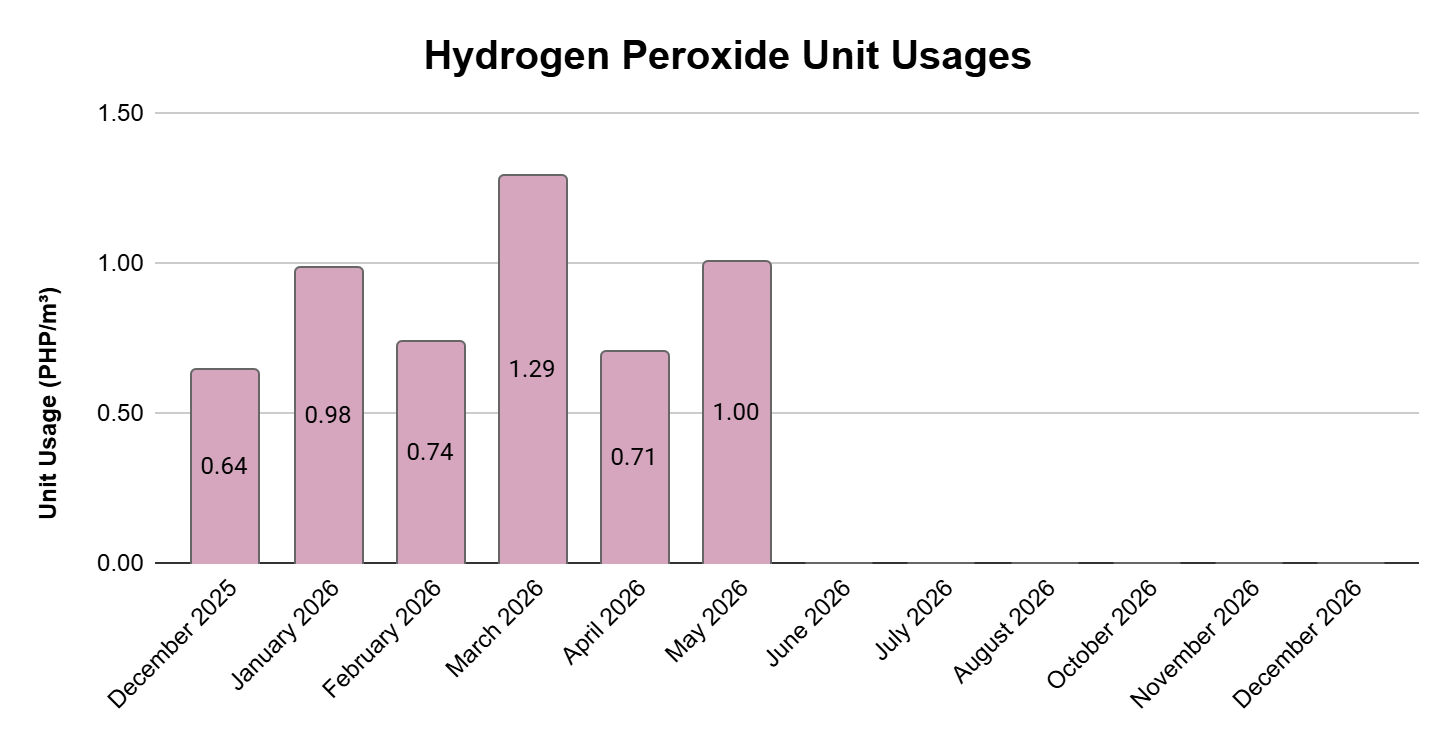 Hydrogen Peroxide Unit Usages
Unit Usage (PHP/m³)
1.50
1.00
0.50
0.00
0.64
0.98
0.74
1.29
0.71
1.00
December 2025
January 2026
February 2026
March 2026
April 2026
May 2026
June 2026
July 2026
August 2026
October 2026
November 2026
December 2026